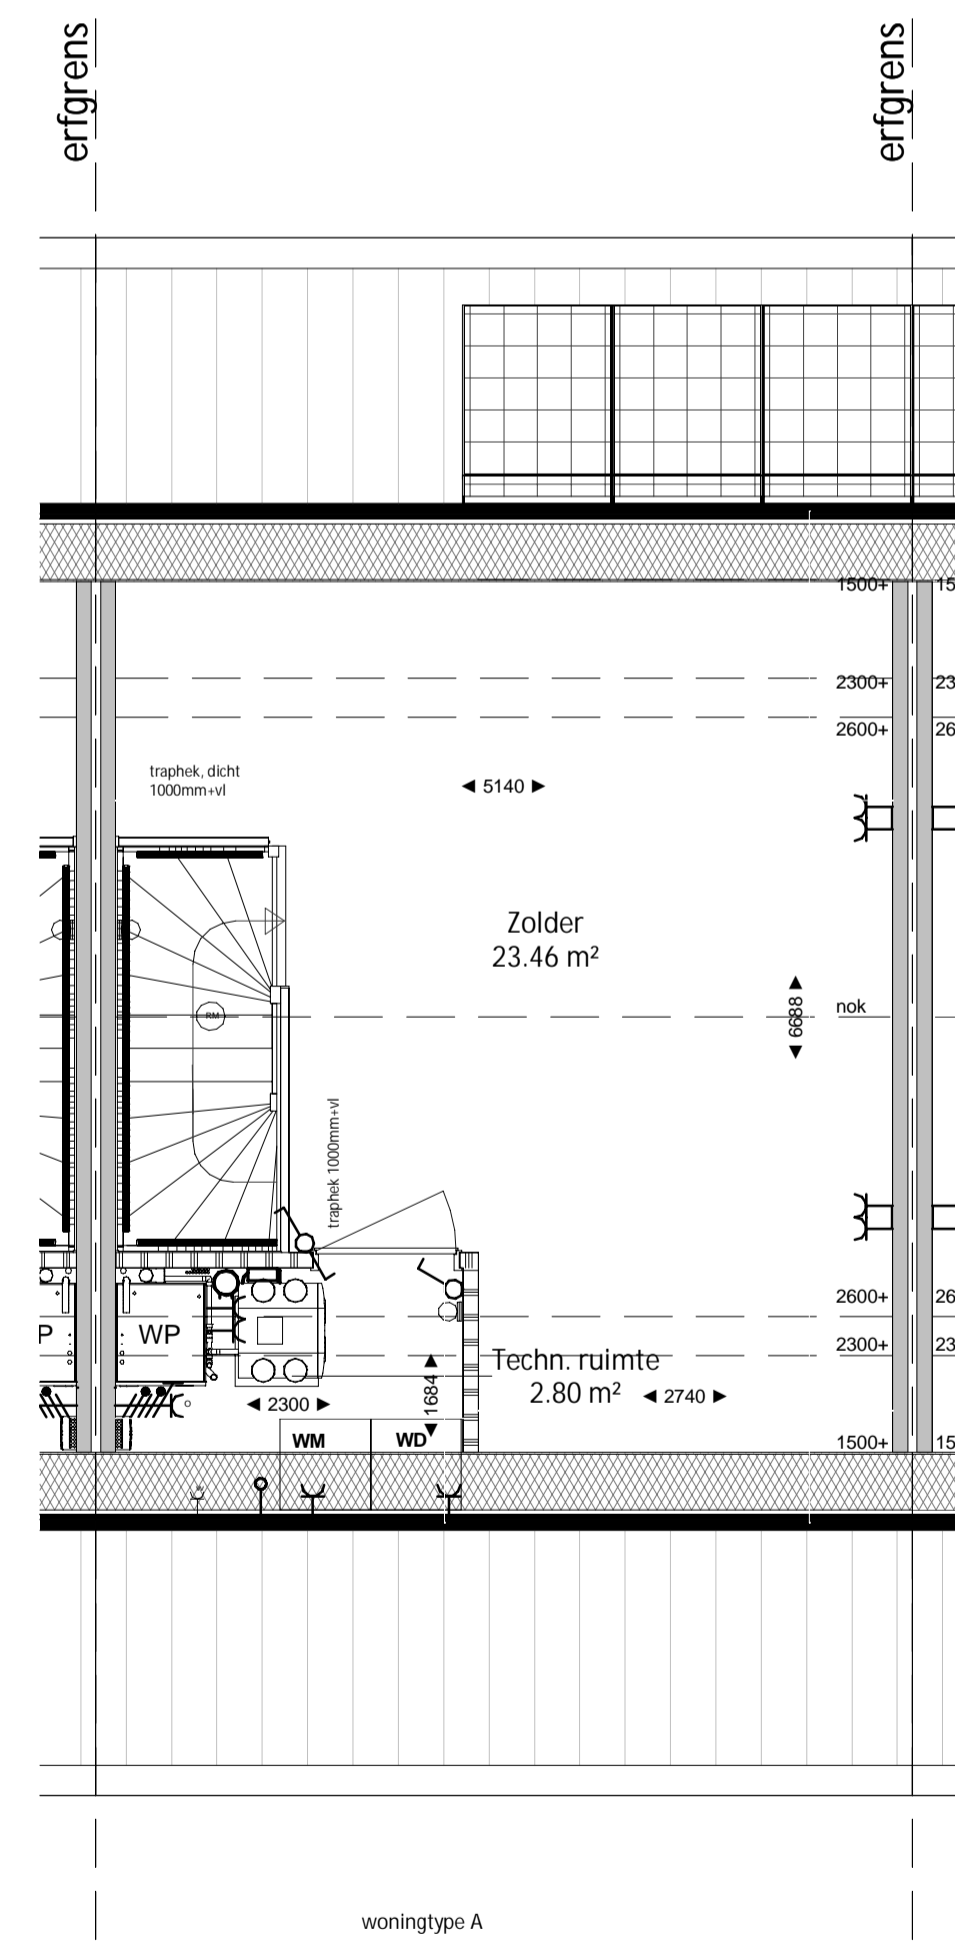 erfgrens
erfgrens
1500+
15
2300+
23
2600+
26
traphek, dicht
1000mm+vl
5140
Zolder
23.46 m²
6688
nok
RM
traphek 1000mm+vl
2600+
26
P
WP
2300+
23
Techn. ruimte
2.80 m²
1684
2300
2740
WM
WD
1500+
15
woningtype A